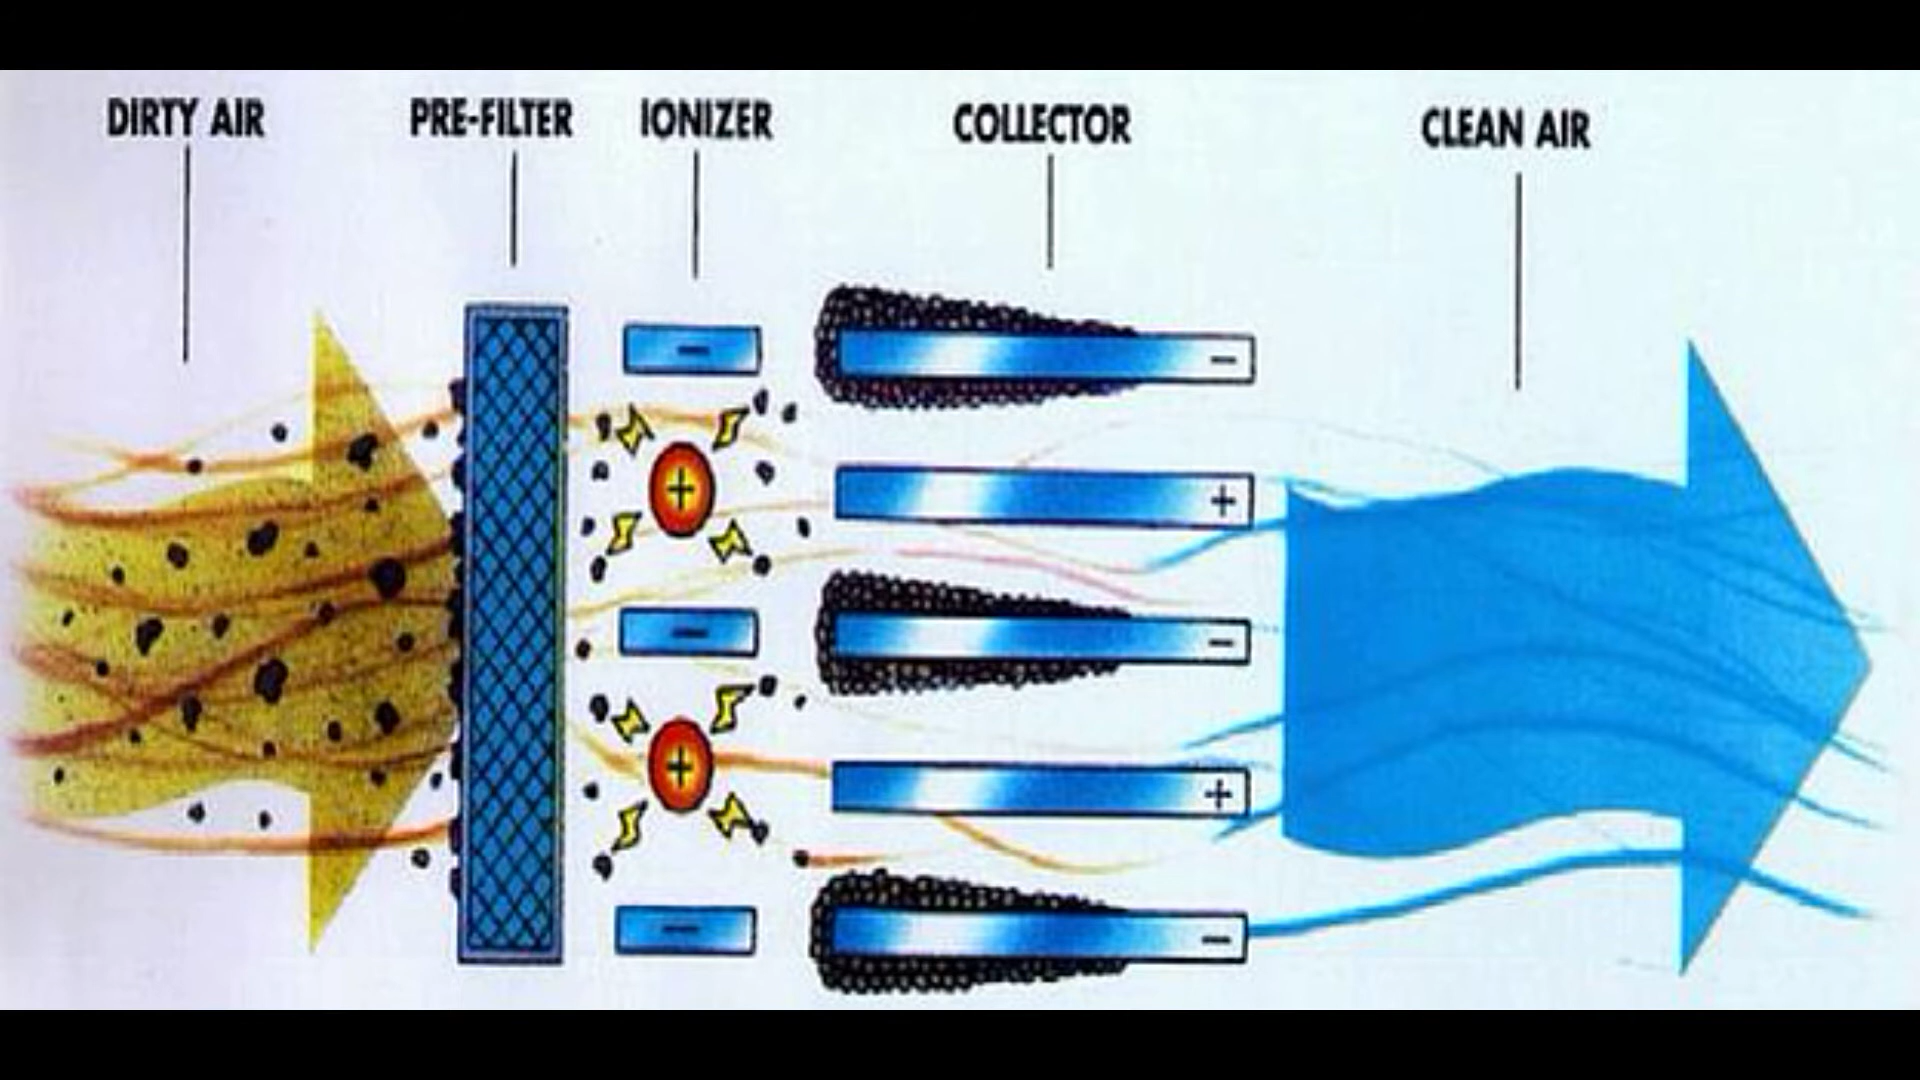 DIRTY AIR
PRE-FILTER
IONIZER
COLLECTOR
CLEAN AIR
−
−
+
+
−
−
+
+
−
−